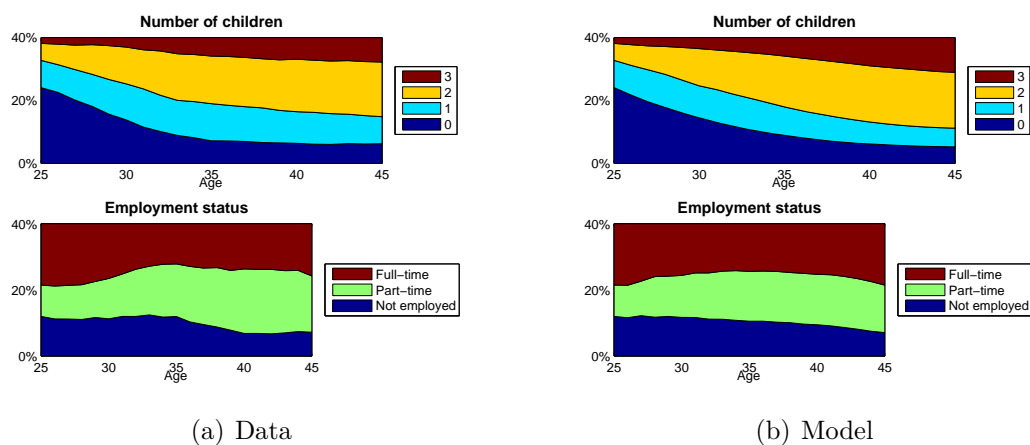 Number of children
40%
20%
0%
25 30 35 40 45
Age
3
2
1
0
Employment status
40%
20%
0%
25 30 35 40 45
Age
Full-time
Part-time
Not employed
(a) Data
Number of children
40%
20%
0%
25 30 35 40 45
Age
3
2
1
0
Employment status
40%
20%
0%
25 30 35 40 45
Age
Full-time
Part-time
Not employed
(b) Model